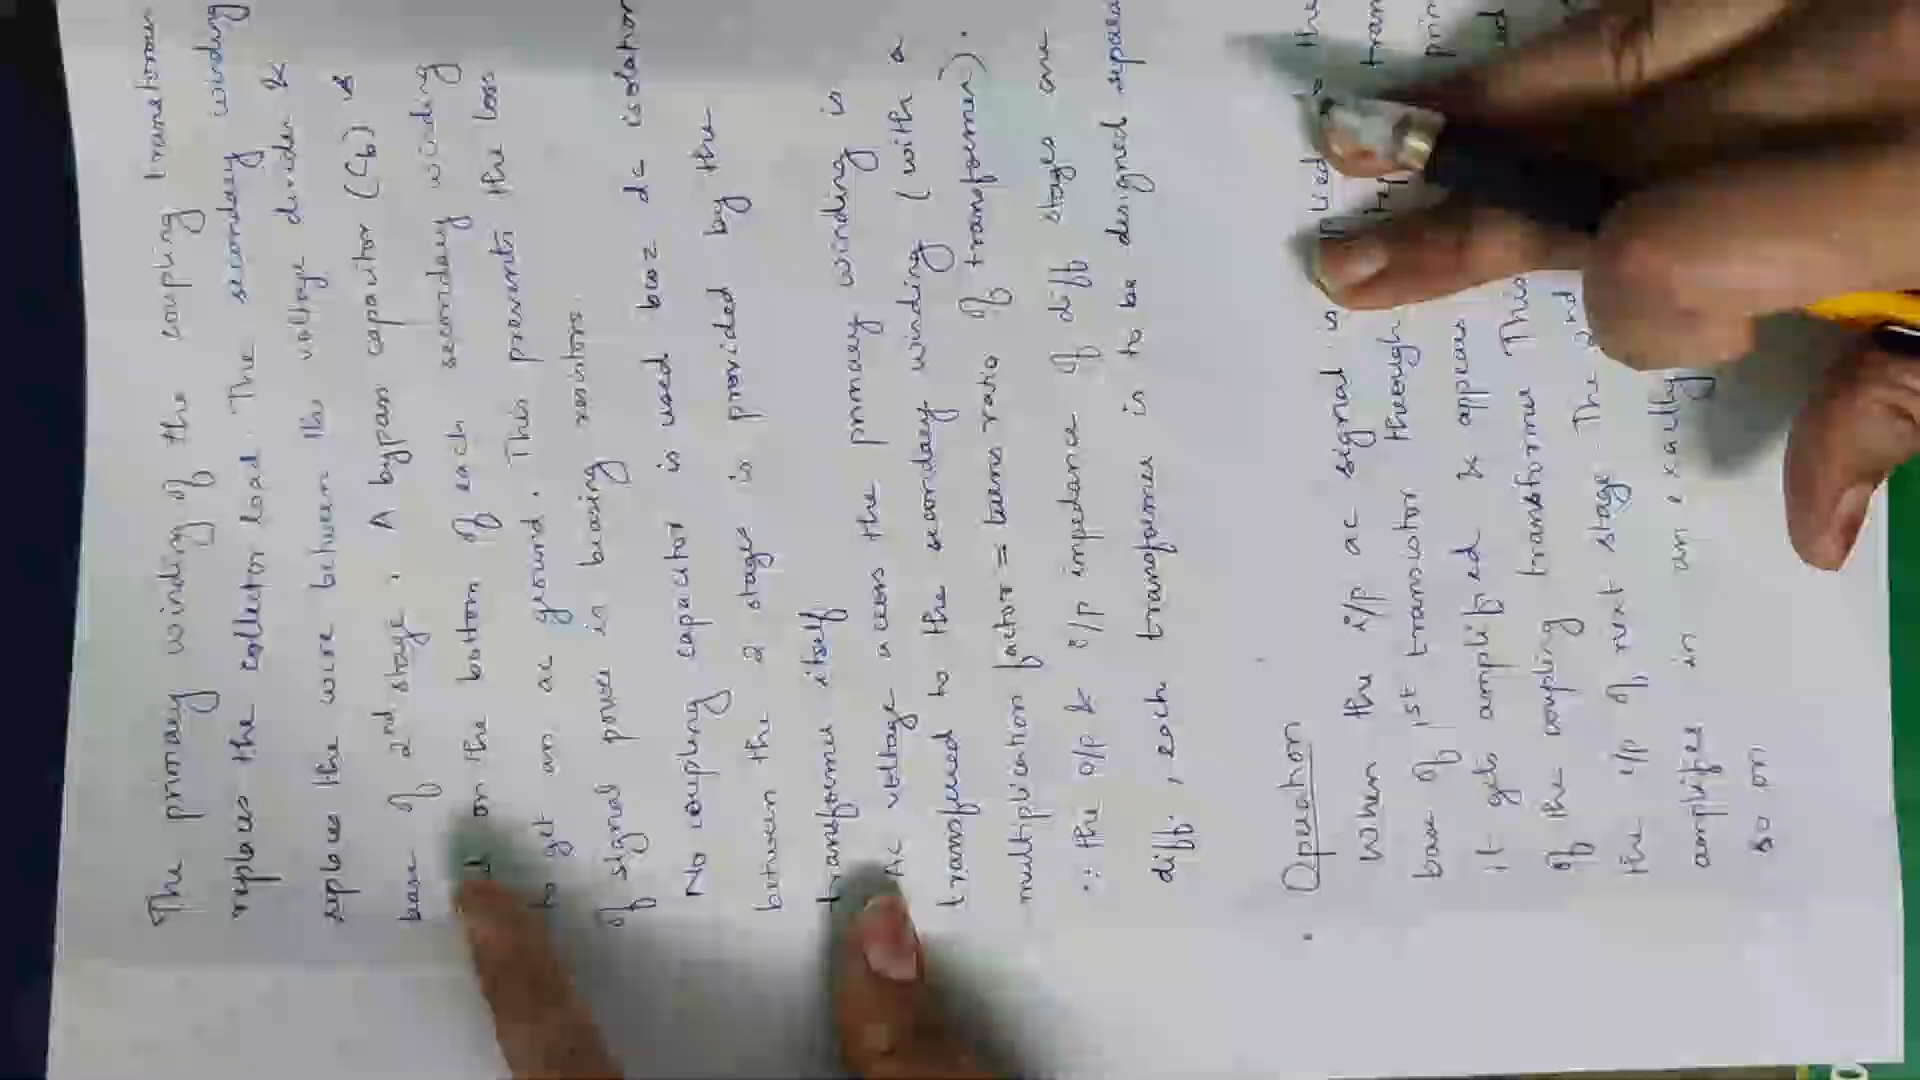 The primary winding of the coupling transformer
replaces the collector load. The secondary winding
replaces the wire between the voltage divider &
base of 2nd stage. A bypass capacitor (Cb) is
on the bottom of each secondary winding
to get an ac ground. This prevents the loss
of signal power in biasing resistors.
No coupling capacitor is used bcoz dc isolation
between the 2 stages is provided by the
transformer itself
Ac voltage across the primary winding is
transferred to the secondary winding (with a
multiplication factor = turns ratio of transformer).
∵ the o/p & i/p impedance of diff stages are
diff, each transformer is to be designed separa
Operation
When the i/p ac signal is the
base of 1st transistor through tran
it gets amplified & appears prim
of the coupling transformer This
the i/p of next stage The 2nd
amplifies in an exactly
so on